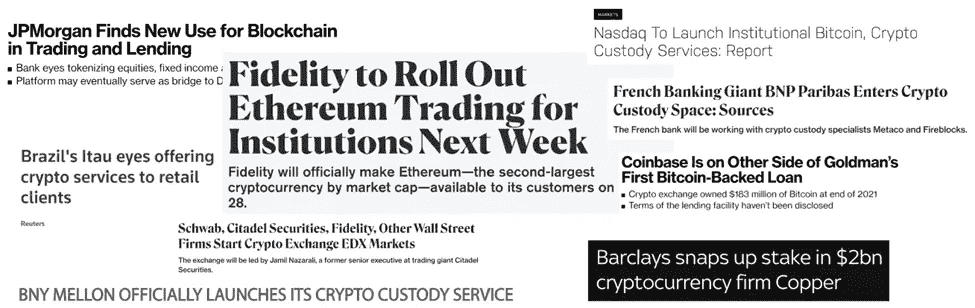 JPMorgan Finds New Use for Blockchain
in Trading and Lending
■ Bank eyes tokenizing equities, fixed income
■ Platform may eventually serve as bridge to
Fidelity to Roll Out
Ethereum Trading for
Institutions Next Week
Fidelity will officially make Ethereum—the second-largest
cryptocurrency by market cap—available to its customers on
28.
MARKETS
Nasdaq To Launch Institutional Bitcoin, Crypto
Custody Services: Report
French Banking Giant BNP Paribas Enters Crypto
Custody Space: Sources
The French bank will be working with crypto custody specialists Metaco and Fireblocks.
Brazil's Itau eyes offering
crypto services to retail
clients
Reuters
Coinbase Is on Other Side of Goldman's
First Bitcoin-Backed Loan
■ Crypto exchange owned $183 million of Bitcoin at end of 2021
■ Terms of the lending facility haven't been disclosed
Schwab, Citadel Securities, Fidelity, Other Wall Street
Firms Start Crypto Exchange EDX Markets
The exchange will be led by Jamil Nazarali, a former senior executive at trading giant Citadel
Securities.
Barclays snaps up stake in $2bn
cryptocurrency firm Copper
BNY MELLON OFFICIALLY LAUNCHES ITS CRYPTO CUSTODY SERVICE